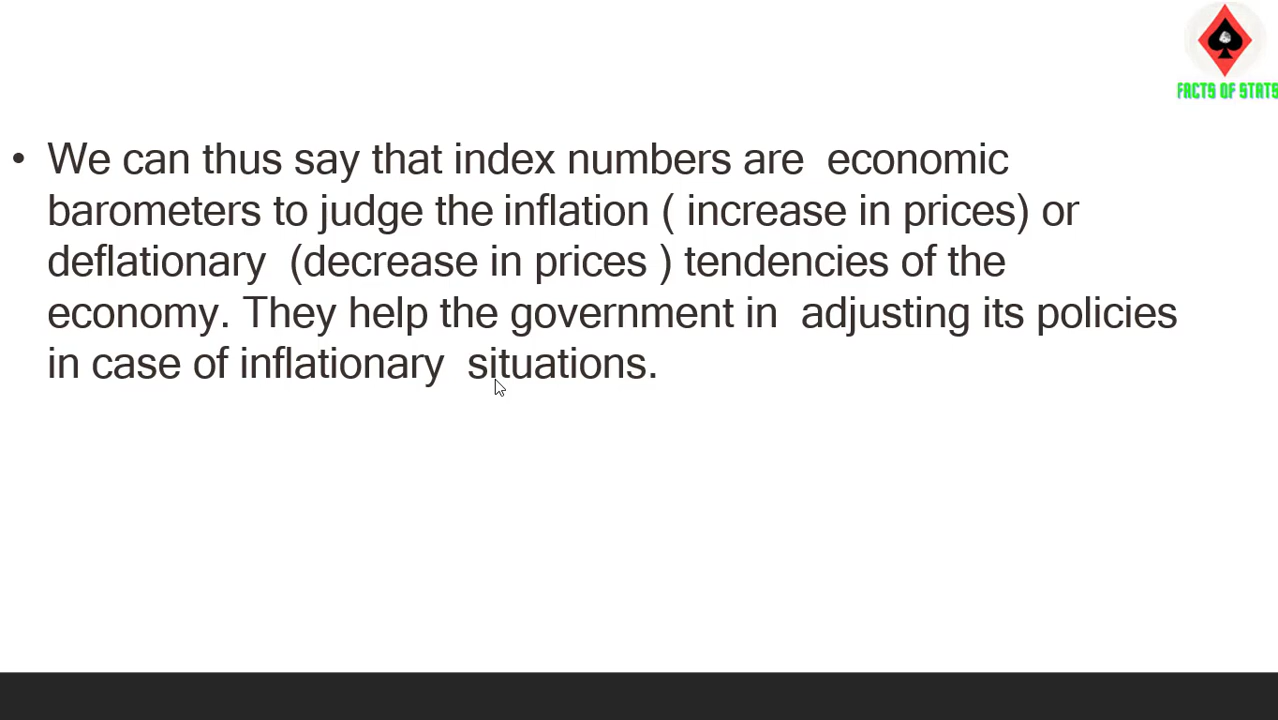 FACTS OF STATS
• We can thus say that index numbers are  economic
barometers to judge the inflation ( increase in prices) or
deflationary  (decrease in prices ) tendencies of the
economy. They help the government in  adjusting its policies
in case of inflationary  situations.